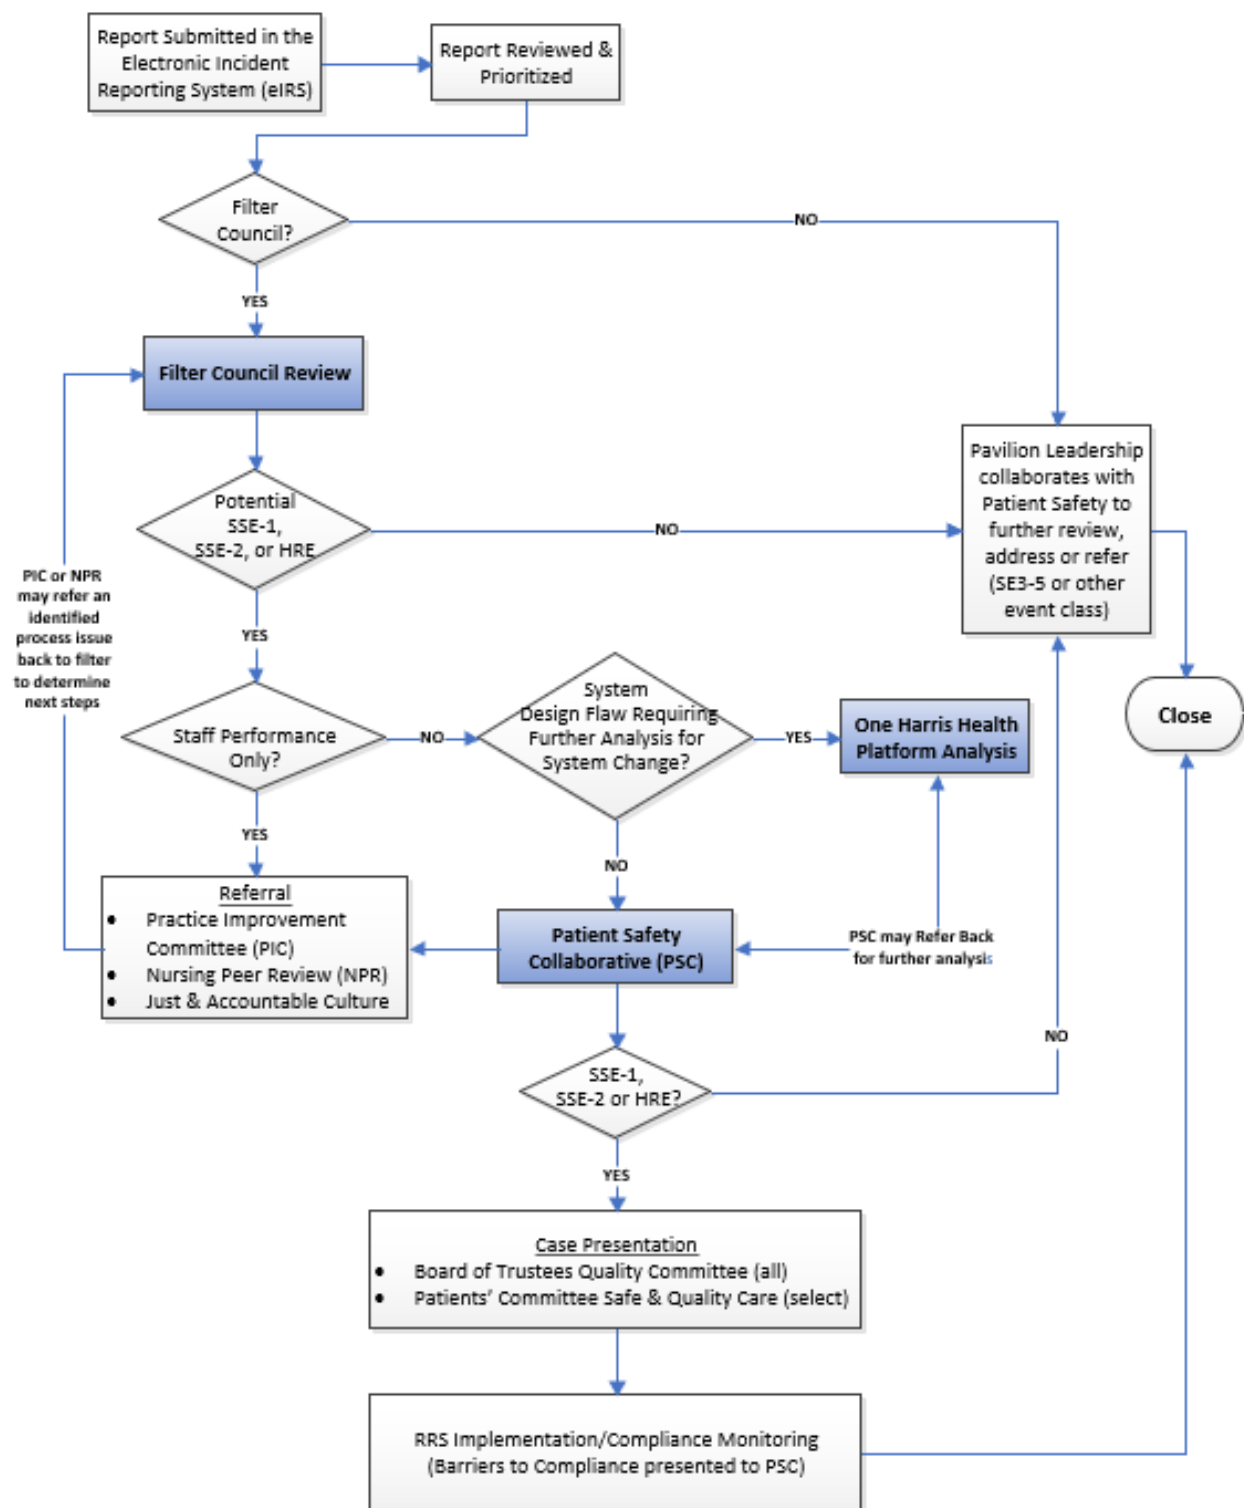 Report Submitted in the
Electronic Incident
Reporting System (eIRS)
Report Reviewed &
Prioritized
Filter
Council?
NO
YES
Filter Council Review
Potential
SSE-1,
SSE-2, or HRE
NO
Pavilion Leadership
collaborates with
Patient Safety to
further review,
address or refer
(SE3-5 or other
event class)
PIC or NPR
may refer an
identified
process issue
back to filter
to determine
next steps
YES
Staff Performance
Only?
NO
System
Design Flaw Requiring
Further Analysis for
System Change?
YES
One Harris Health
Platform Analysis
Close
YES
NO
Referral
• Practice Improvement
Committee (PIC)
• Nursing Peer Review (NPR)
• Just & Accountable Culture
Patient Safety
Collaborative (PSC)
PSC may Refer Back
for further analysis
NO
SSE-1,
SSE-2 or HRE?
YES
Case Presentation
• Board of Trustees Quality Committee (all)
• Patients’ Committee Safe & Quality Care (select)
RRS Implementation/Compliance Monitoring
(Barriers to Compliance presented to PSC)